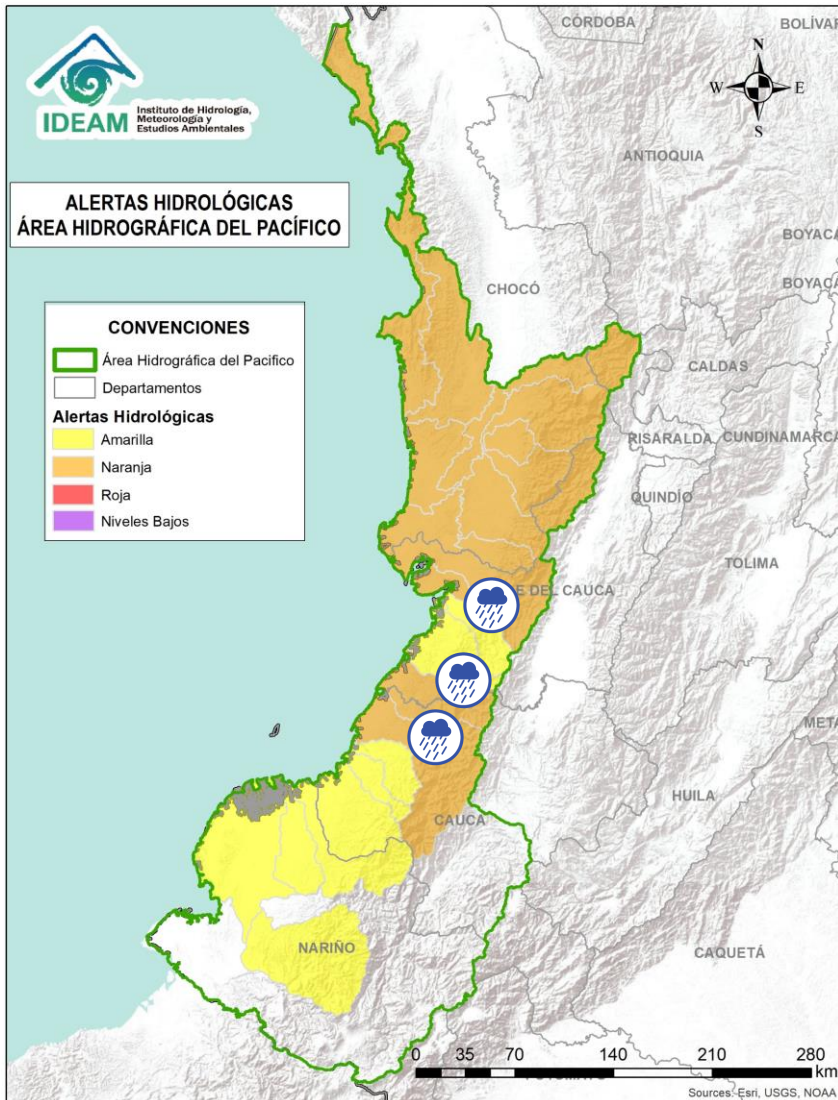 CÓRDOBA
BOLÍVAR
IDEAM
Instituto de Hidrología,
Meteorología y
Estudios Ambientales
N
W E
S
ANTIOQUIA
ALERTAS HIDROLÓGICAS
ÁREA HIDROGRÁFICA DEL PACÍFICO
BOYACÁ
CHOCÓ
BOYACÁ
CONVENCIONES
Área Hidrográfica del Pacifico
Departamentos
Alertas Hidrológicas
Amarilla
Naranja
Roja
Niveles Bajos
CALDAS
RISARALDA
CUNDINAMARCA
QUINDÍO
TOLIMA
E DEL CAUCA
META
HUILA
CAUCA
NARIÑO
CAQUETÁ
0 35 70 140 210 280
km
Sources: Esri, USGS, NOAA